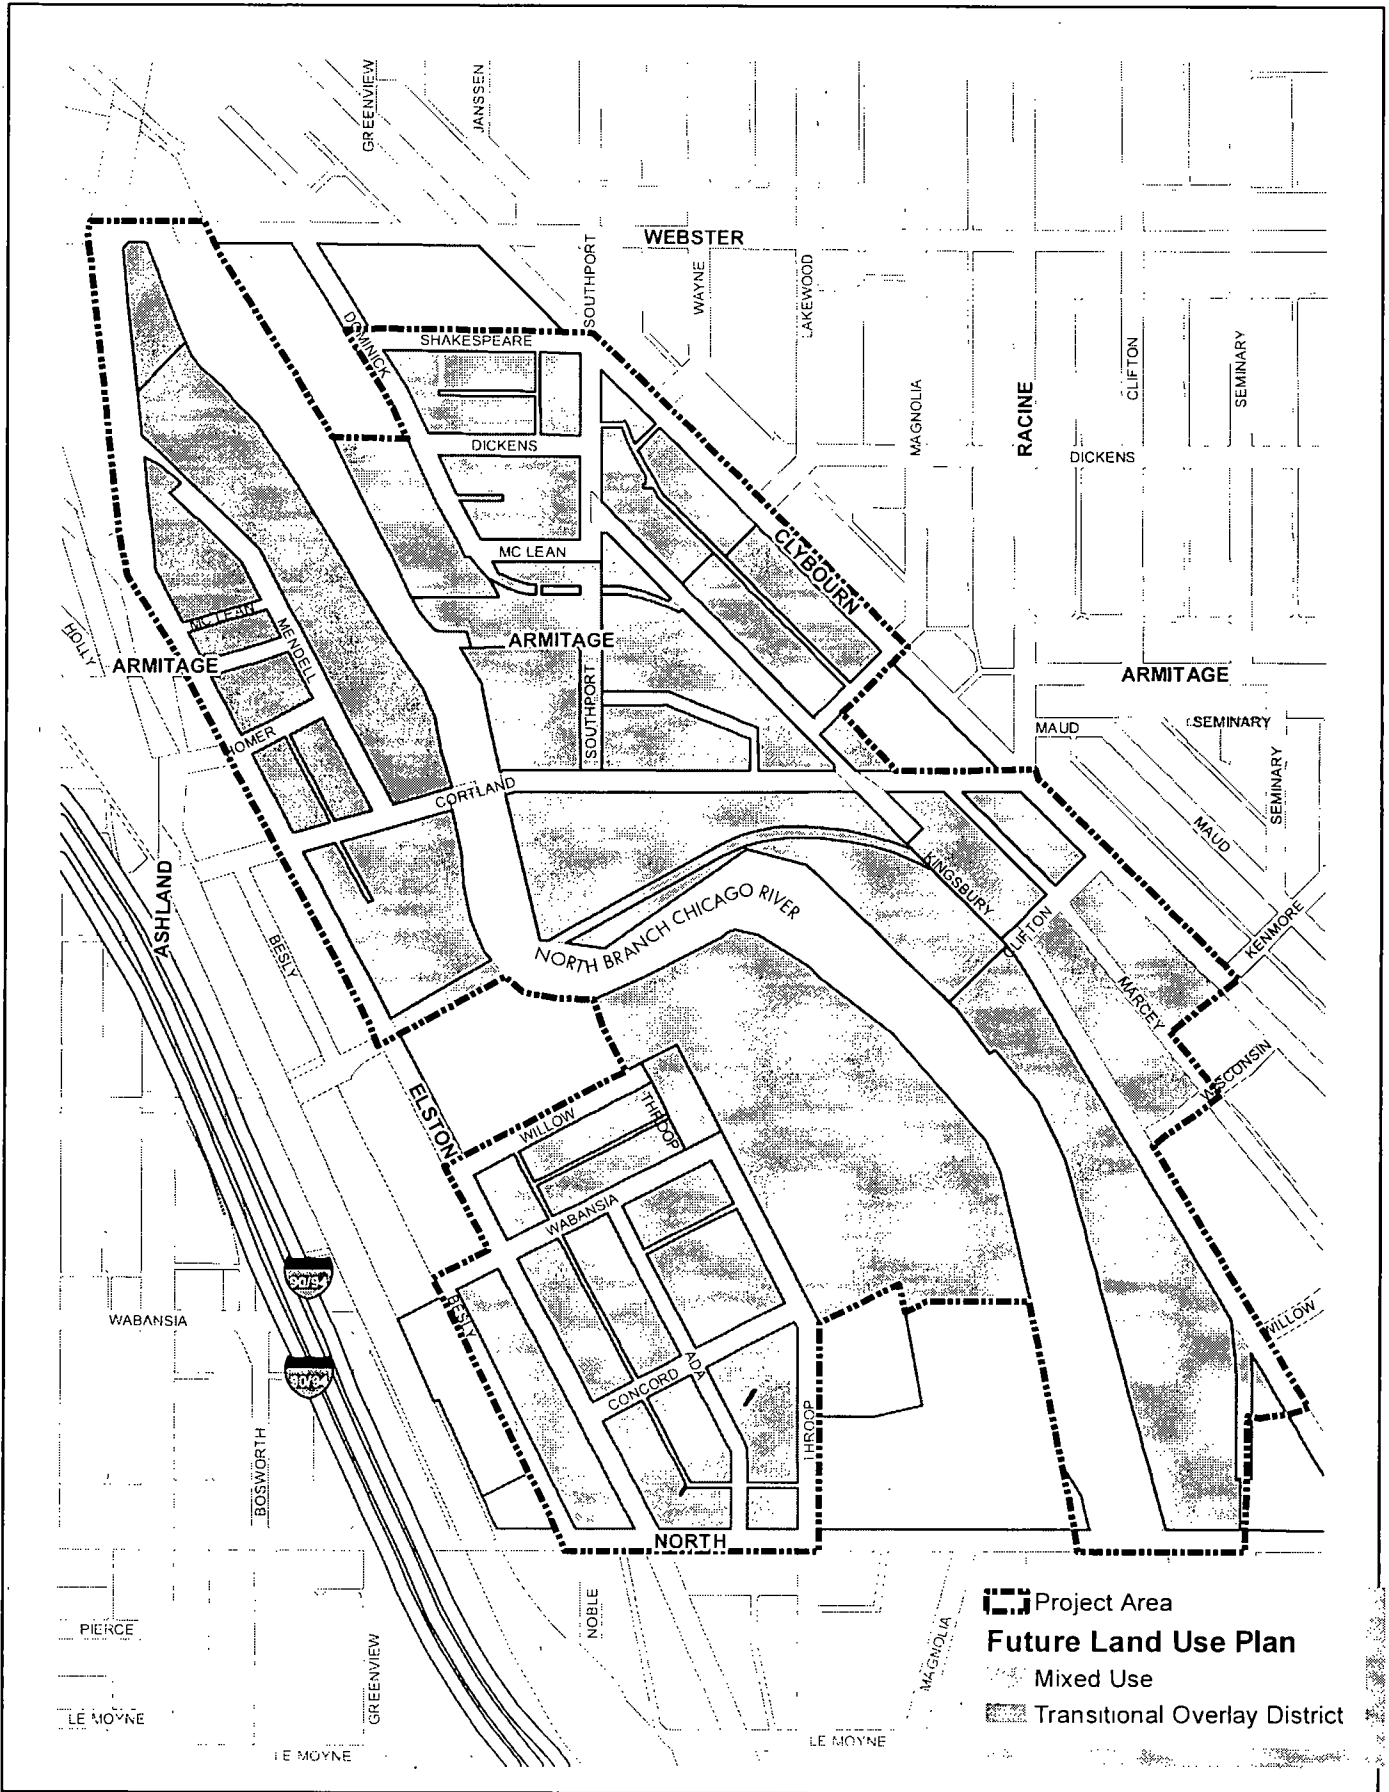 GREENVIEW
JANSSEN
SOUTHPORT
WEBSTER
WAYNE
LAKEWOOD
DOMINICK
SHAKESPEARE
MAGNOLIA
RACINE
CLIFTON
SEMINARY
DICKENS
DICKENS
CLYBOURN
MC LEAN
MC LEAN
MENDELL
HOLLY
ARMITAGE
ARMITAGE
ARMITAGE
SOUTHPORT
HOMER
MAUD
SEMINARY
SEMINARY
MAUD
CORTLAND
KINGSBURY
ASHLAND
BESLY
NORTH BRANCH CHICAGO RIVER
CLIFTON
MARCEY
KENMORE
WISCONSIN
ELSTON
WILLOW
THROOP
WABANSIA
90/94
WABANSIA
BESLY
WILLOW
90/94
ADA
CONCORD
THROOP
BOSWORTH
NORTH
NOBLE
MAGNOLIA
PIERCE
GREENVIEW
LE MOYNE
LE MOYNE
LE MOYNE
Project Area
Future Land Use Plan
Mixed Use
Transitional Overlay District